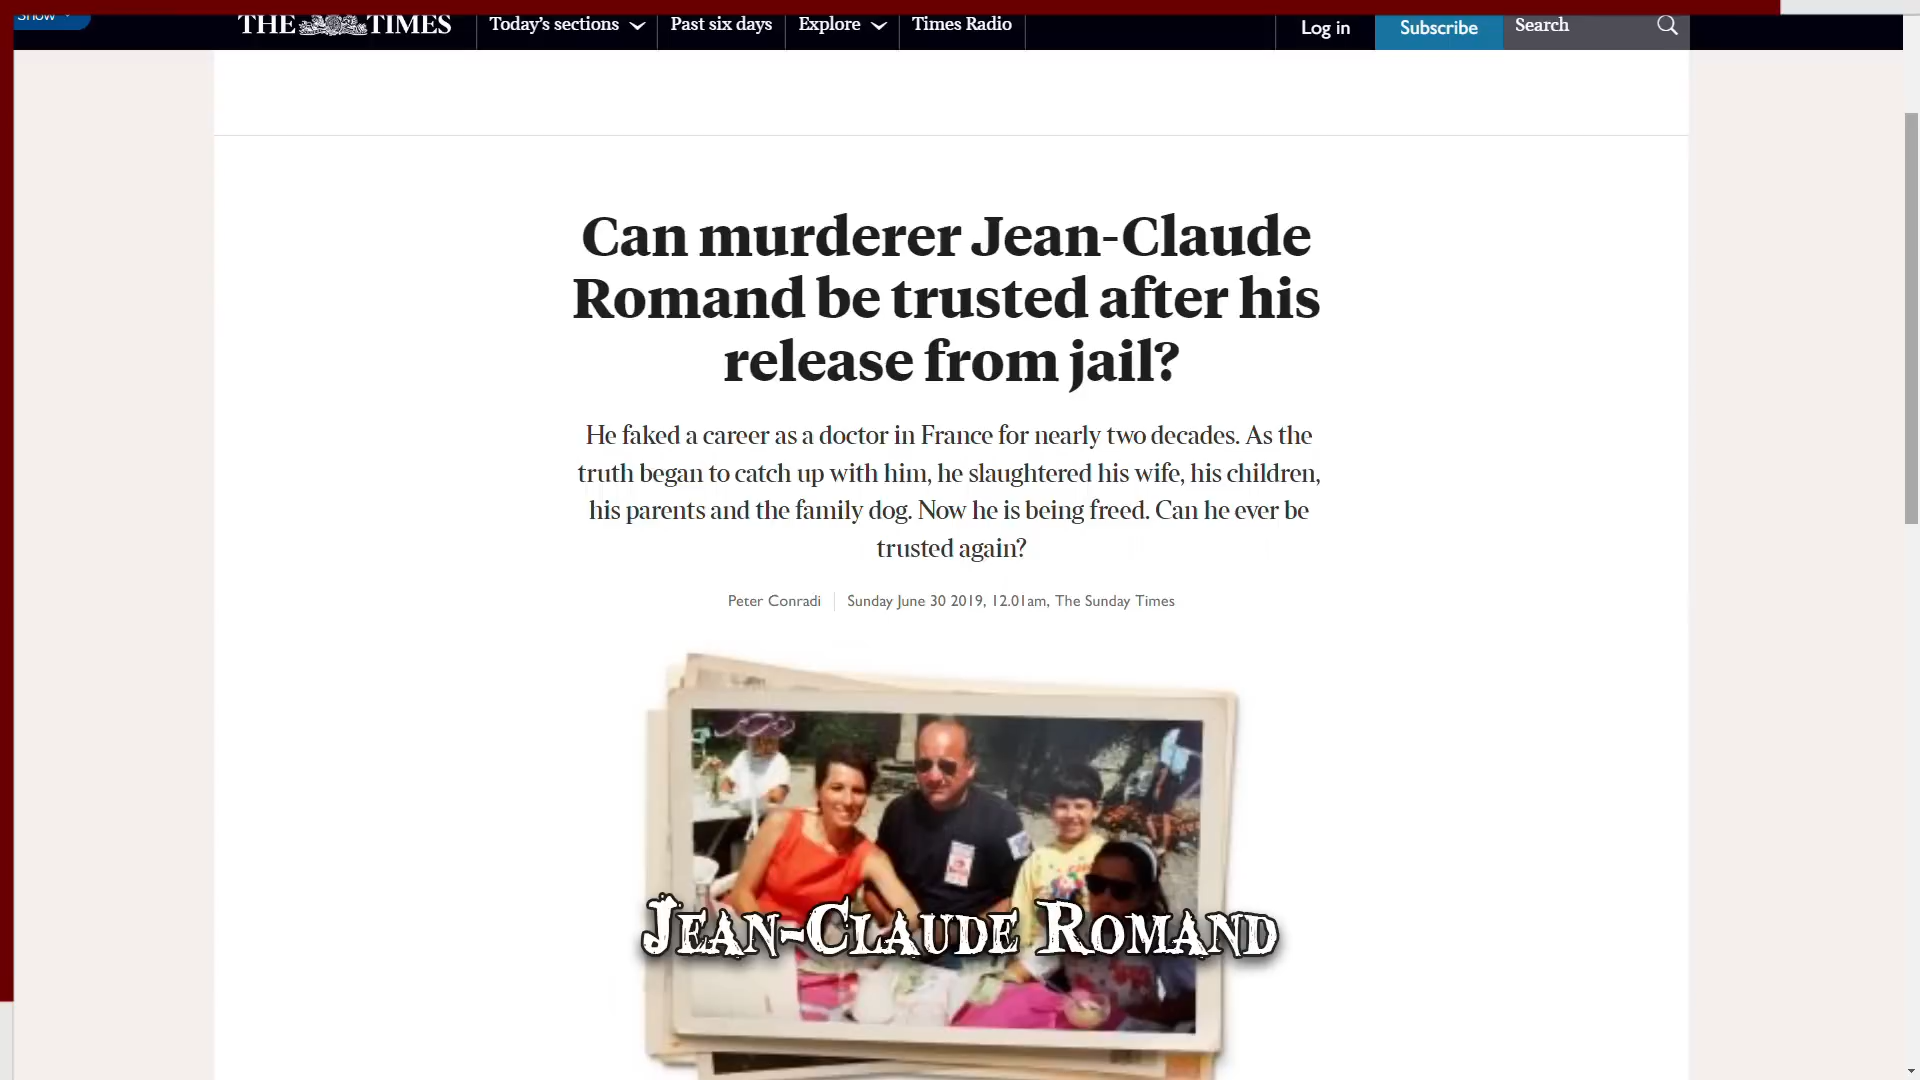 Show
THE TIMES
Today's sections
Past six days
Explore
Times Radio
Log in
Subscribe
Search
Can murderer Jean-Claude
Romand be trusted after his
release from jail?
He faked a career as a doctor in France for nearly two decades. As the
truth began to catch up with him, he slaughtered his wife, his children,
his parents and the family dog. Now he is being freed. Can he ever be
trusted again?
Peter Conradi
Sunday June 30 2019, 12.01am, The Sunday Times
Jean-Claude Romand